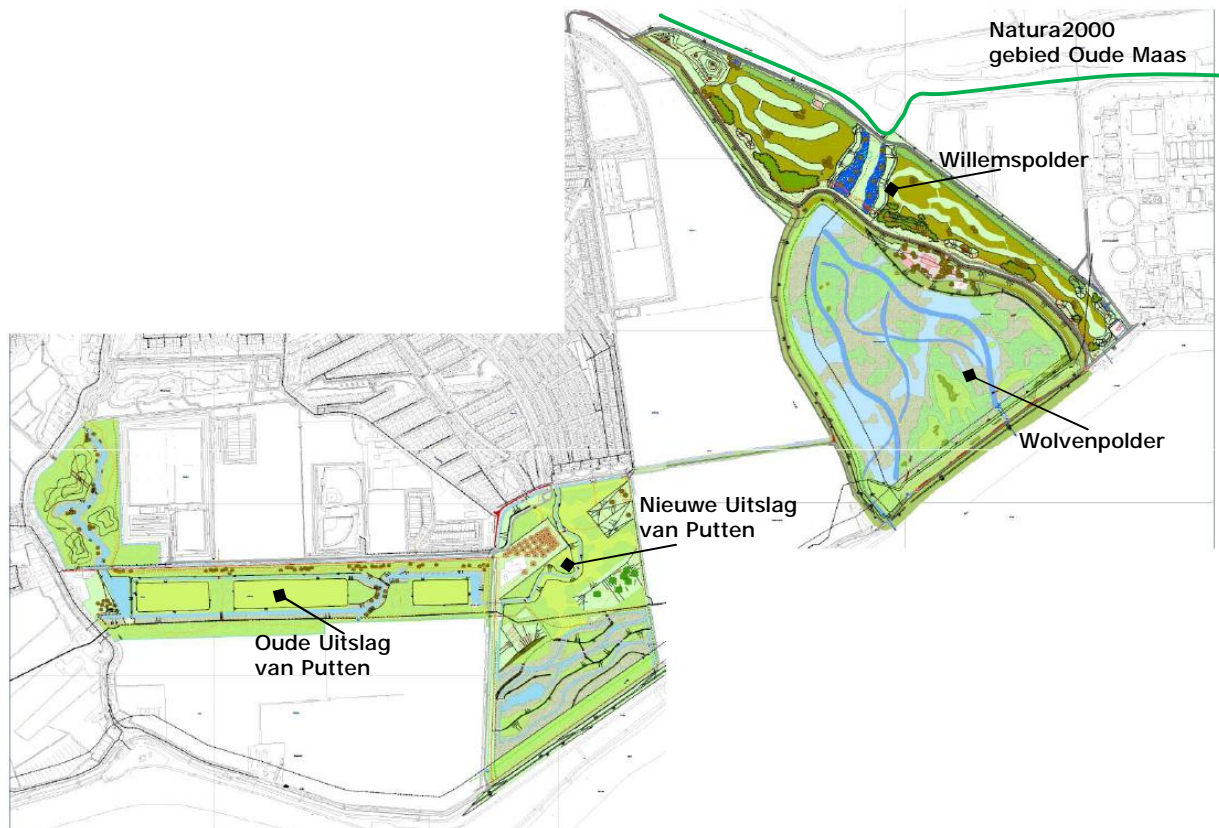 Natura2000
gebied Oude Maas
Willemspolder
Wolvenpolder
Nieuwe Uitslag
van Putten
Oude Uitslag
van Putten